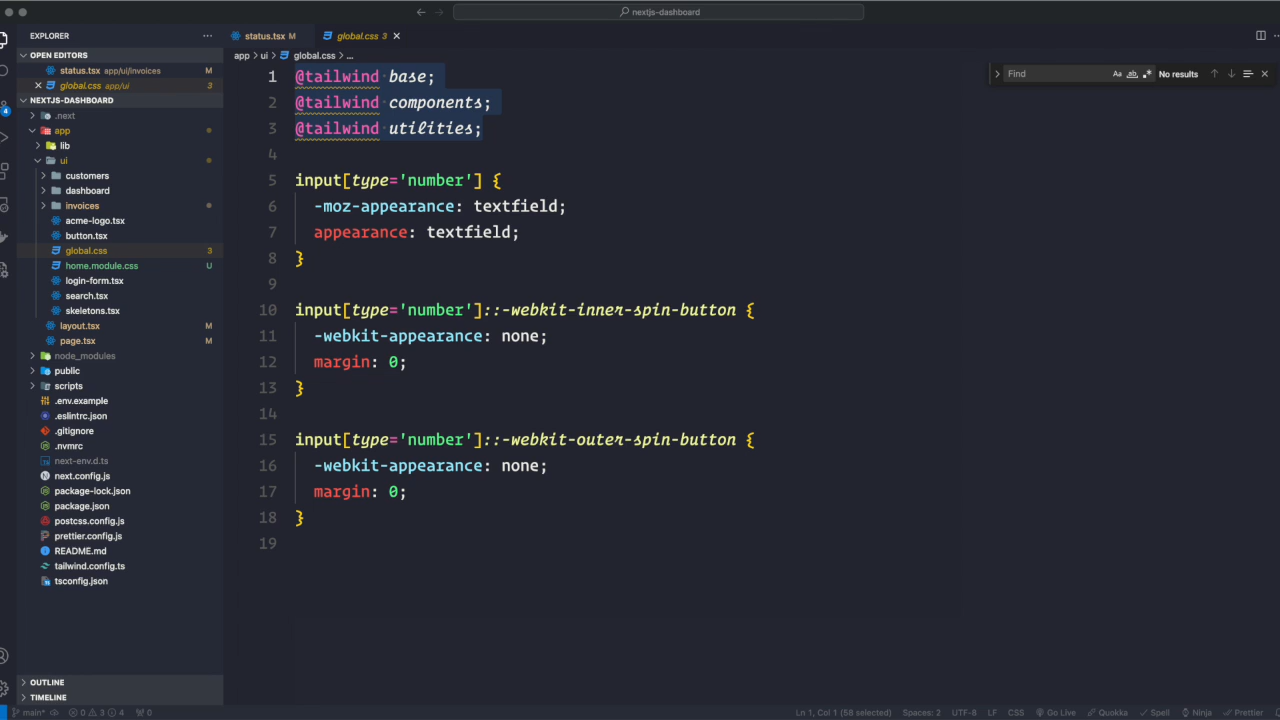 nextjs-dashboard
EXPLORER
OPEN EDITORS
status.tsx app/ui/invoices M
global.css app/ui 3
NEXTJS-DASHBOARD
.next
app
lib
ui
customers
dashboard
invoices
acme-logo.tsx
button.tsx
global.css 3
home.module.css U
login-form.tsx
search.tsx
skeletons.tsx
layout.tsx M
page.tsx M
node_modules
public
scripts
.env.example
.eslintrc.json
.gitignore
.nvmrc
next-env.d.ts
next.config.js
package-lock.json
package.json
postcss.config.js
prettier.config.js
README.md
tailwind.config.ts
tsconfig.json
OUTLINE
TIMELINE
4
status.tsx M global.css 3
app > ui > global.css > ...
Find Aa ab No results
1 @tailwind base;
2 @tailwind components;
3 @tailwind utilities;
4
5 input[type='number'] {
6 -moz-appearance: textfield;
7 appearance: textfield;
8 }
9
10 input[type='number']::-webkit-inner-spin-button {
11 -webkit-appearance: none;
12 margin: 0;
13 }
14
15 input[type='number']::-webkit-outer-spin-button {
16 -webkit-appearance: none;
17 margin: 0;
18 }
19
main* 0 3 4 0 Ln 1, Col 1 (58 selected) Spaces: 2 UTF-8 LF CSS Go Live Quokka Spell Ninja Prettier